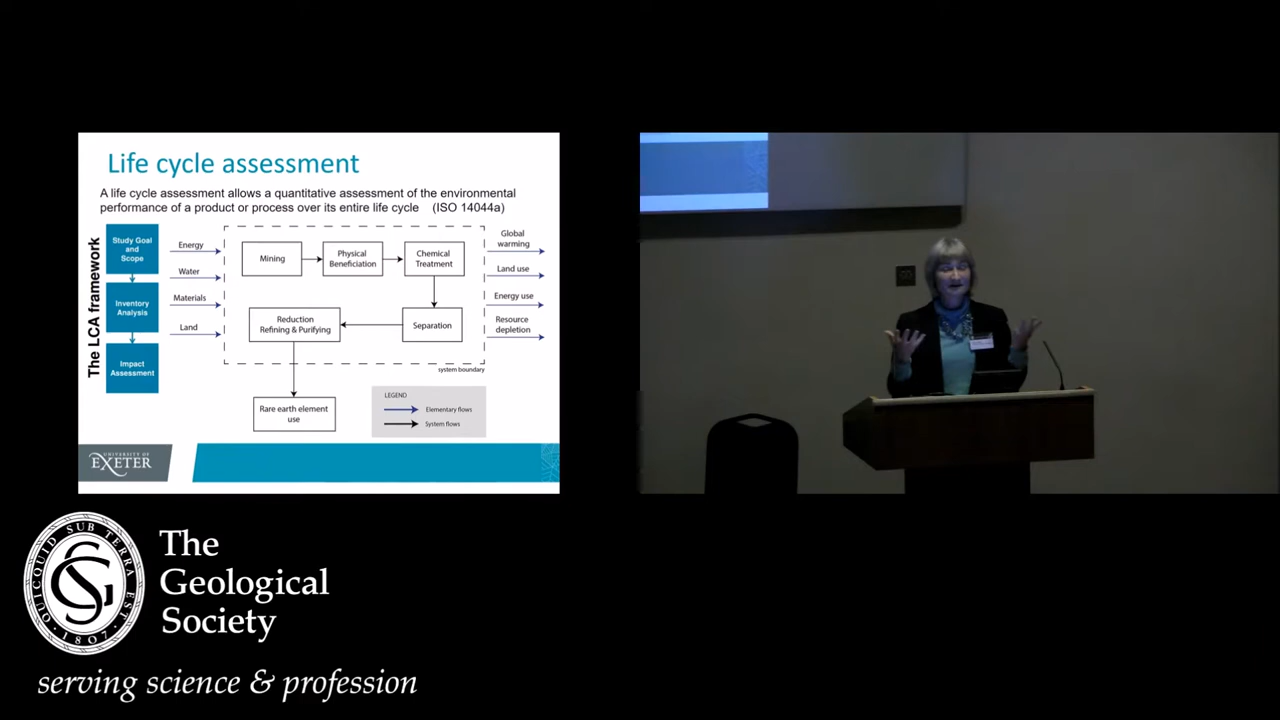 Life cycle assessment
A life cycle assessment allows a quantitative assessment of the environmental
performance of a product or process over its entire life cycle (ISO 14044a)
The LCA framework
Study Goal
and
Scope
Inventory
Analysis
Impact
Assessment
Energy
Water
Materials
Land
Mining
Physical
Beneficiation
Chemical
Treatment
Reduction
Refining & Purifying
Separation
system boundary
Rare earth element
use
Global
warming
Land use
Energy use
Resource
depletion
LEGEND
Elementary flows
System flows
UNIVERSITY OF
EXETER
QUICQUID SUB TERRA EST
1807
GS
The
Geological
Society
serving science & profession